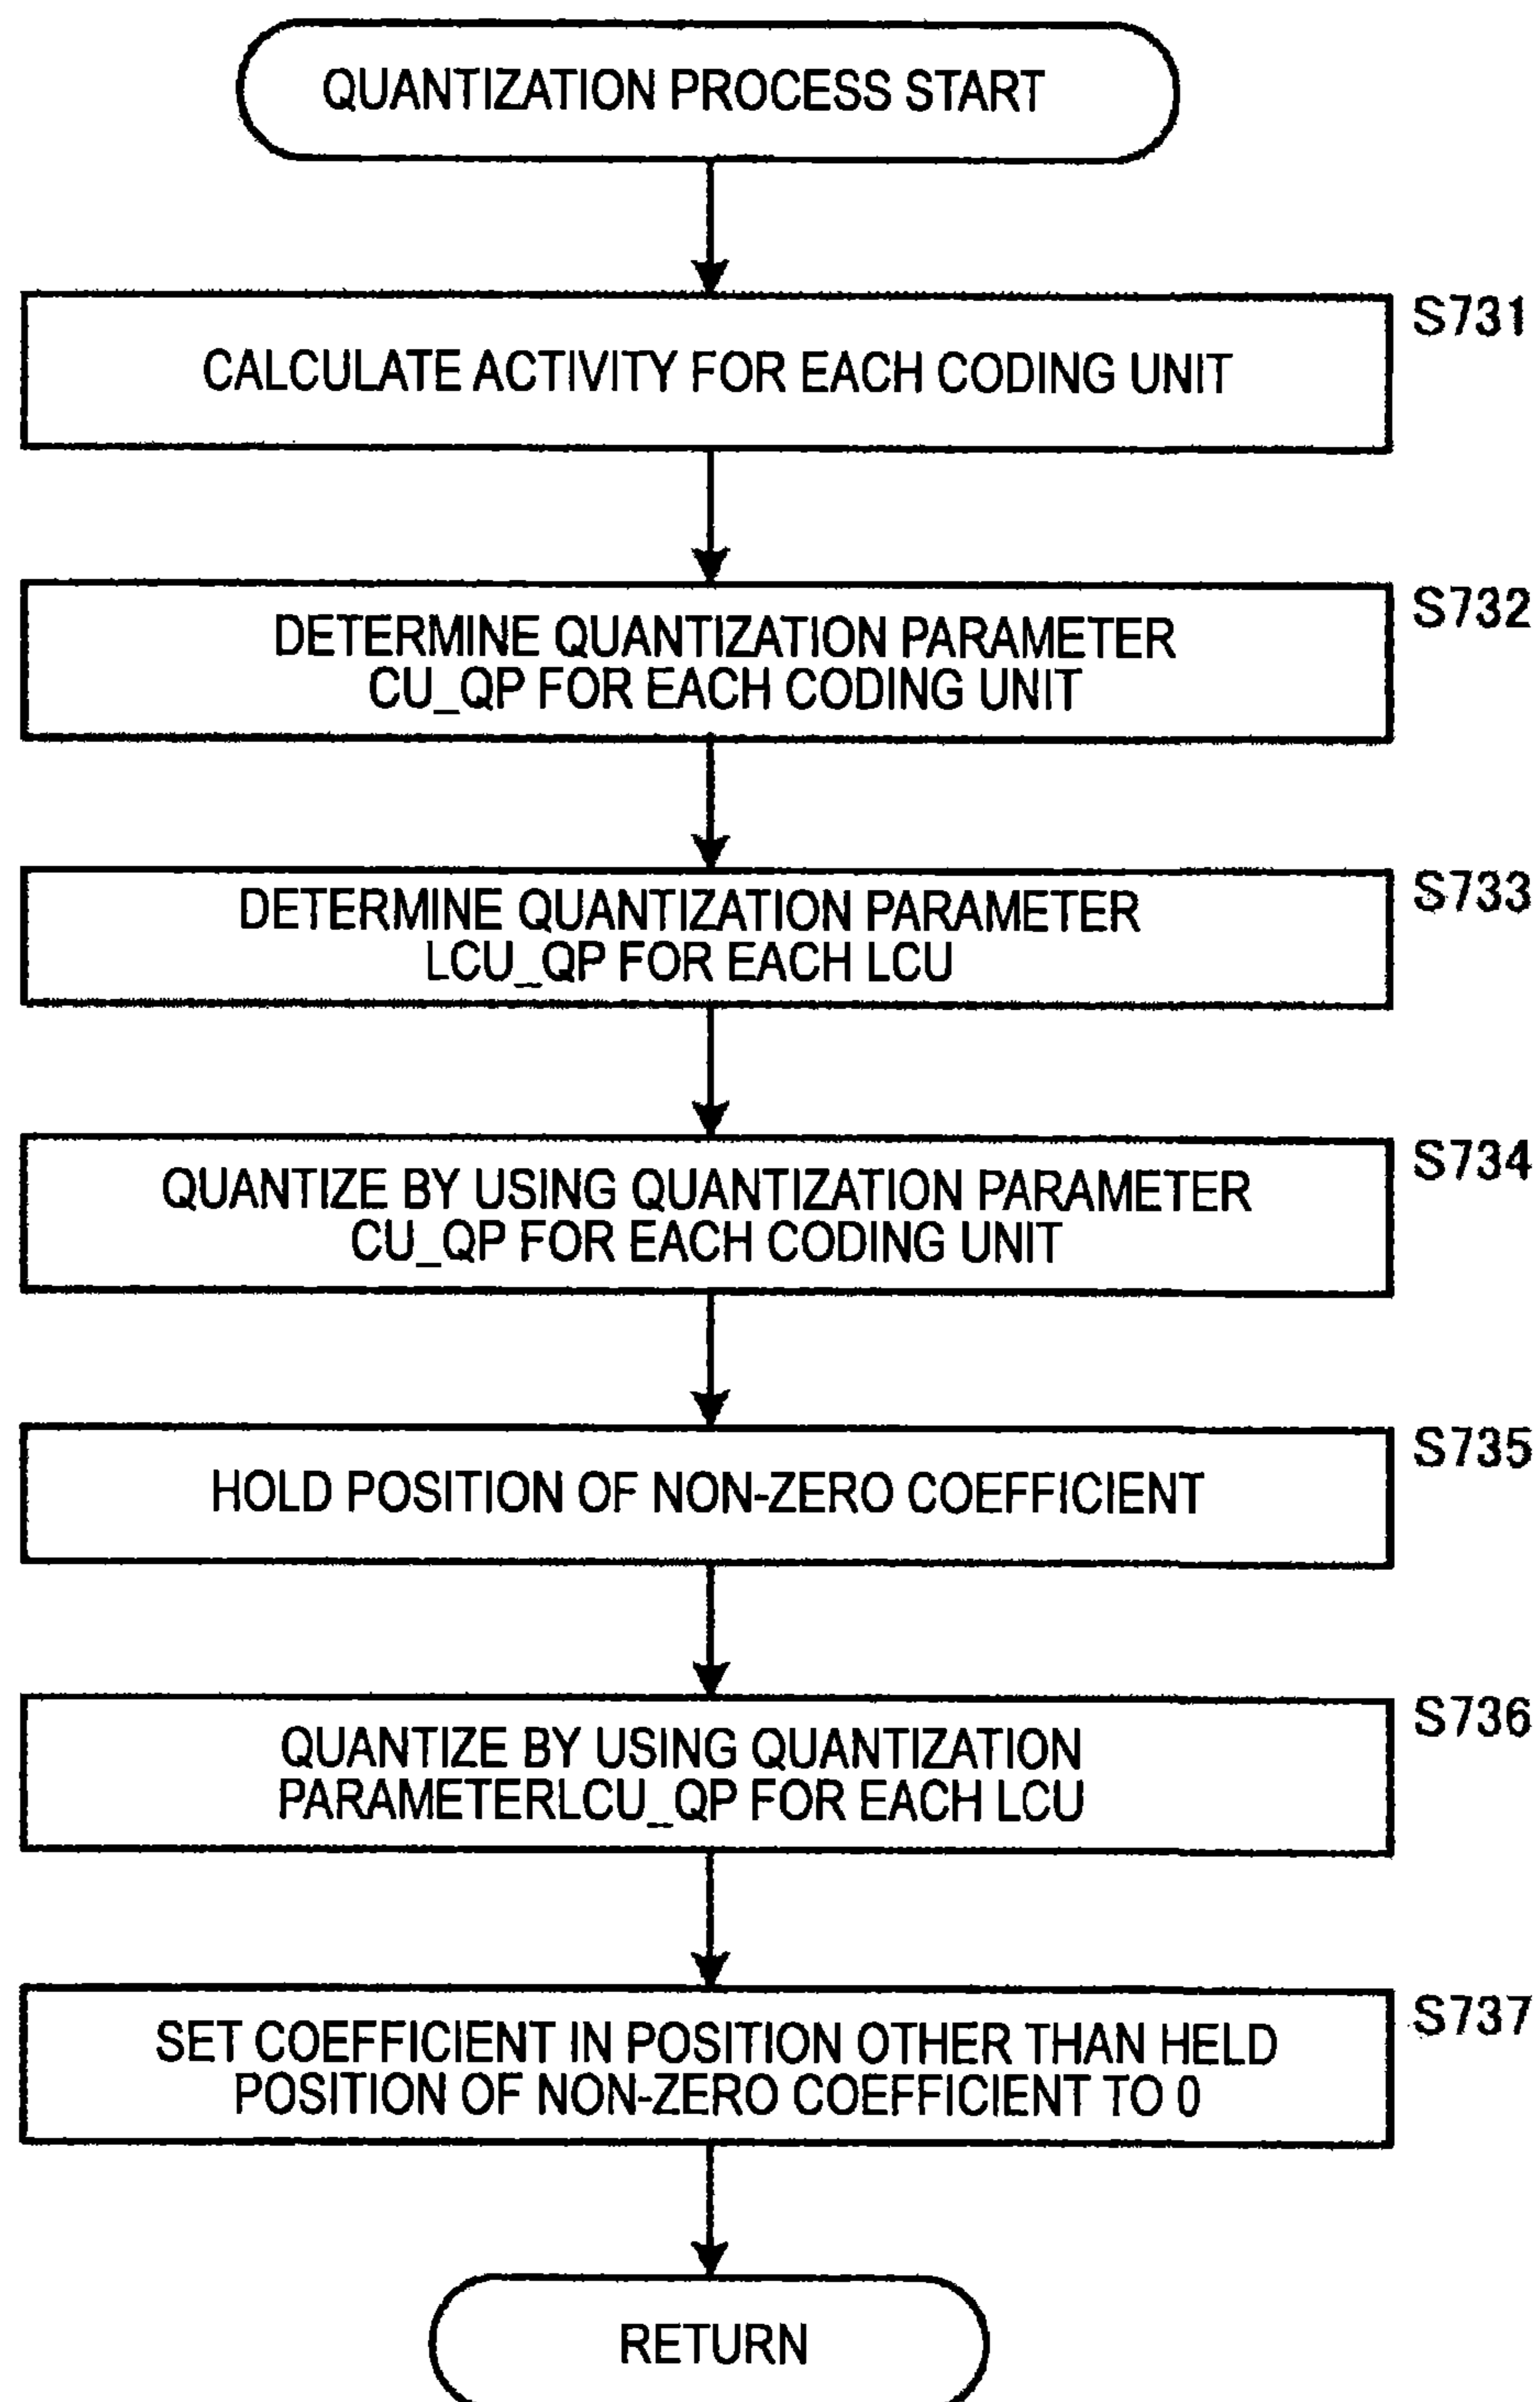 QUANTIZATION PROCESS START
S731
CALCULATE ACTIVITY FOR EACH CODING UNIT
S732
DETERMINE QUANTIZATION PARAMETER
CU_QP FOR EACH CODING UNIT
S733
DETERMINE QUANTIZATION PARAMETER
LCU_QP FOR EACH LCU
S734
QUANTIZE BY USING QUANTIZATION PARAMETER
CU_QP FOR EACH CODING UNIT
S735
HOLD POSITION OF NON-ZERO COEFFICIENT
S736
QUANTIZE BY USING QUANTIZATION
PARAMETERLCU_QP FOR EACH LCU
S737
SET COEFFICIENT IN POSITION OTHER THAN HELD
POSITION OF NON-ZERO COEFFICIENT TO 0
RETURN